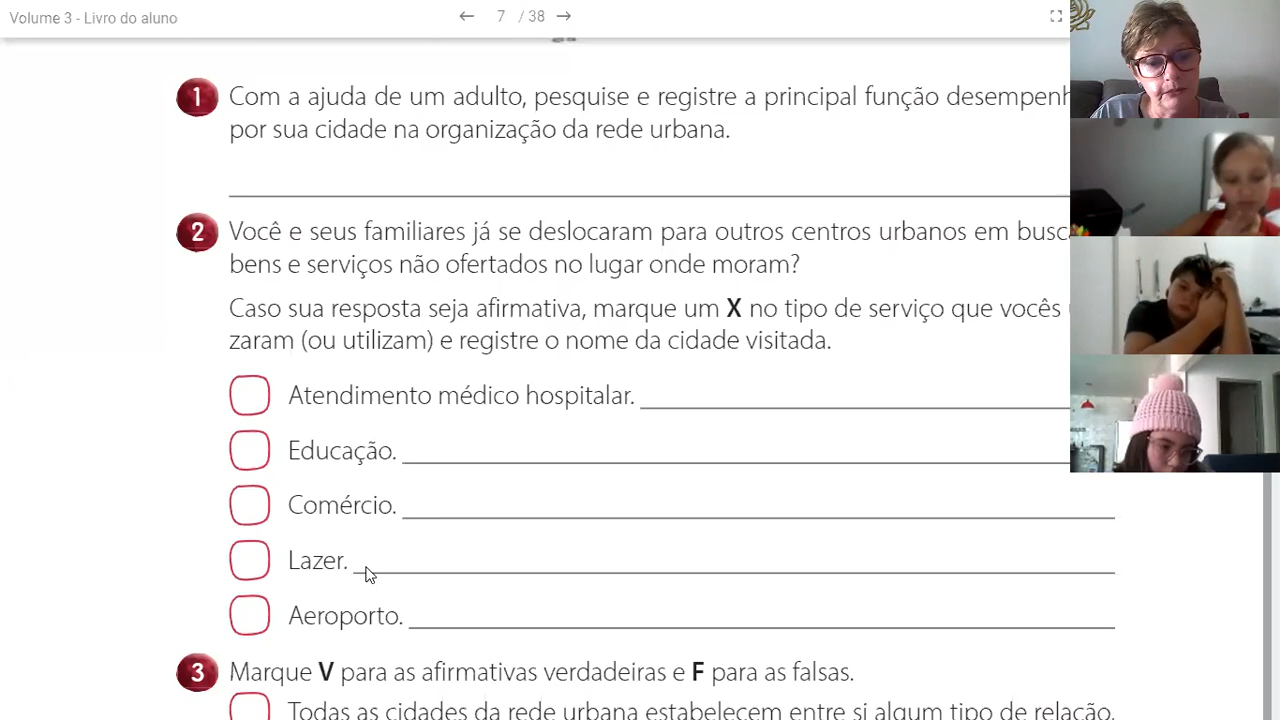 Volume 3 - Livro do aluno
7 / 38
1 Com a ajuda de um adulto, pesquise e registre a principal função
por sua cidade na organização da rede urbana.
2 Você e seus familiares já se deslocaram para outros centros urbanos em
bens e serviços não ofertados no lugar onde moram?
Caso sua resposta seja afirmativa, marque um X no tipo de serviço que vocês
zaram (ou utilizam) e registre o nome da cidade visitada.
Atendimento médico hospitalar.
Educação.
Comércio.
Lazer.
Aeroporto.
3 Marque V para as afirmativas verdadeiras e F para as falsas.
Todas as cidades da rede urbana estabelecem entre si algum tipo de relação.